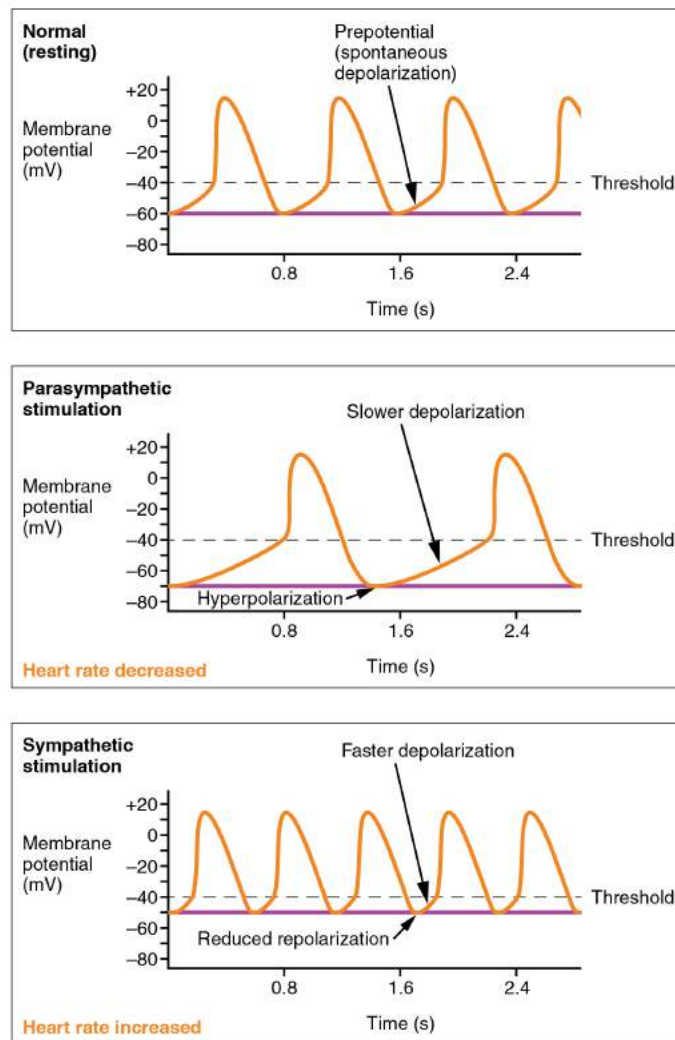 Normal
(resting)
Prepotential
(spontaneous
depolarization)
Membrane
potential
(mV)
+20
0
–20
–40
–60
–80
Threshold
0.8
1.6
2.4
Time (s)
Parasympathetic
stimulation
Slower depolarization
Membrane
potential
(mV)
+20
0
–20
–40
–60
–80
Threshold
Hyperpolarization
0.8
1.6
2.4
Heart rate decreased
Time (s)
Sympathetic
stimulation
Faster depolarization
Membrane
potential
(mV)
+20
0
–20
–40
–60
–80
Threshold
Reduced repolarization
0.8
1.6
2.4
Heart rate increased
Time (s)